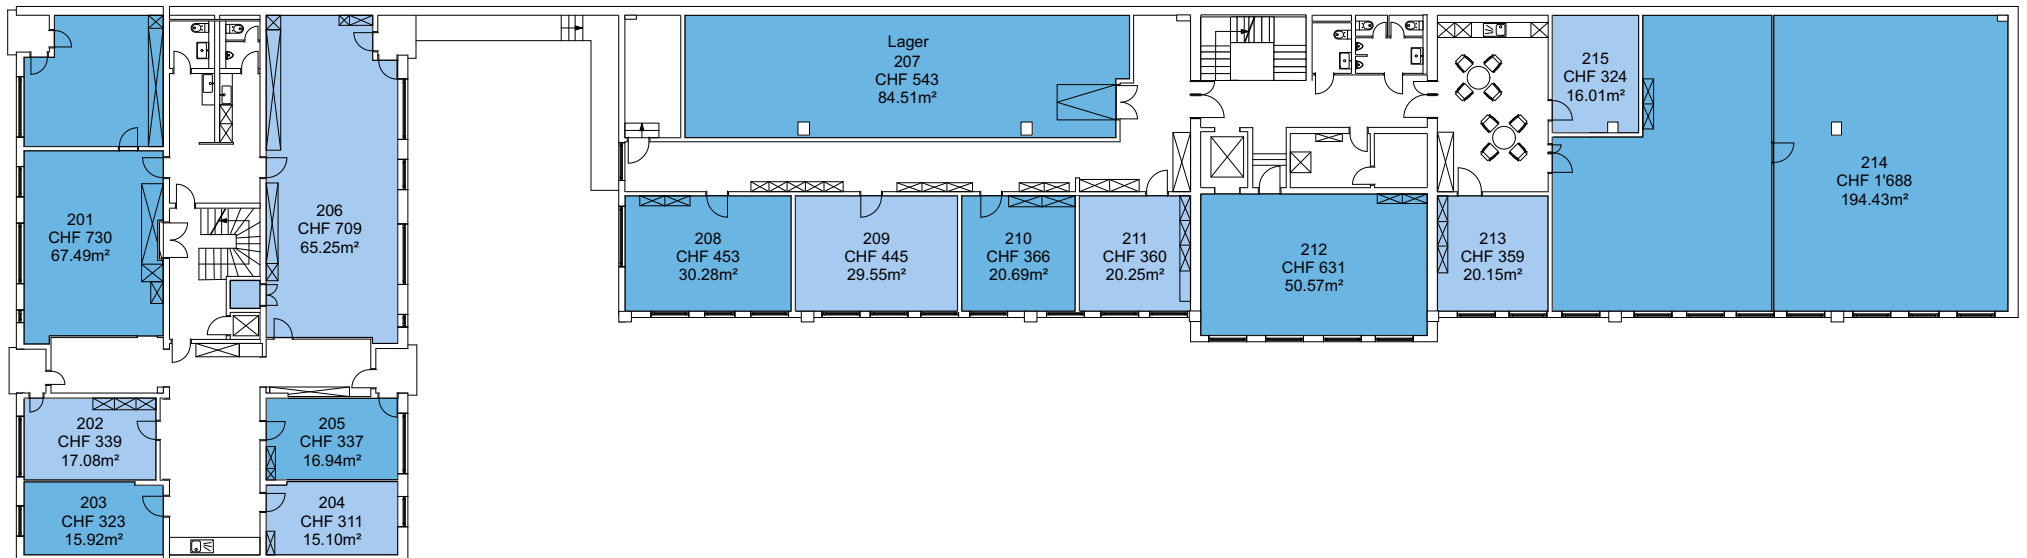 201
CHF 730
67.49m²
202
CHF 339
17.08m²
203
CHF 323
15.92m²
204
CHF 311
15.10m²
205
CHF 337
16.94m²
206
CHF 709
65.25m²
Lager
207
CHF 543
84.51m²
208
CHF 453
30.28m²
209
CHF 445
29.55m²
210
CHF 366
20.69m²
211
CHF 360
20.25m²
212
CHF 631
50.57m²
213
CHF 359
20.15m²
214
CHF 1'688
194.43m²
215
CHF 324
16.01m²